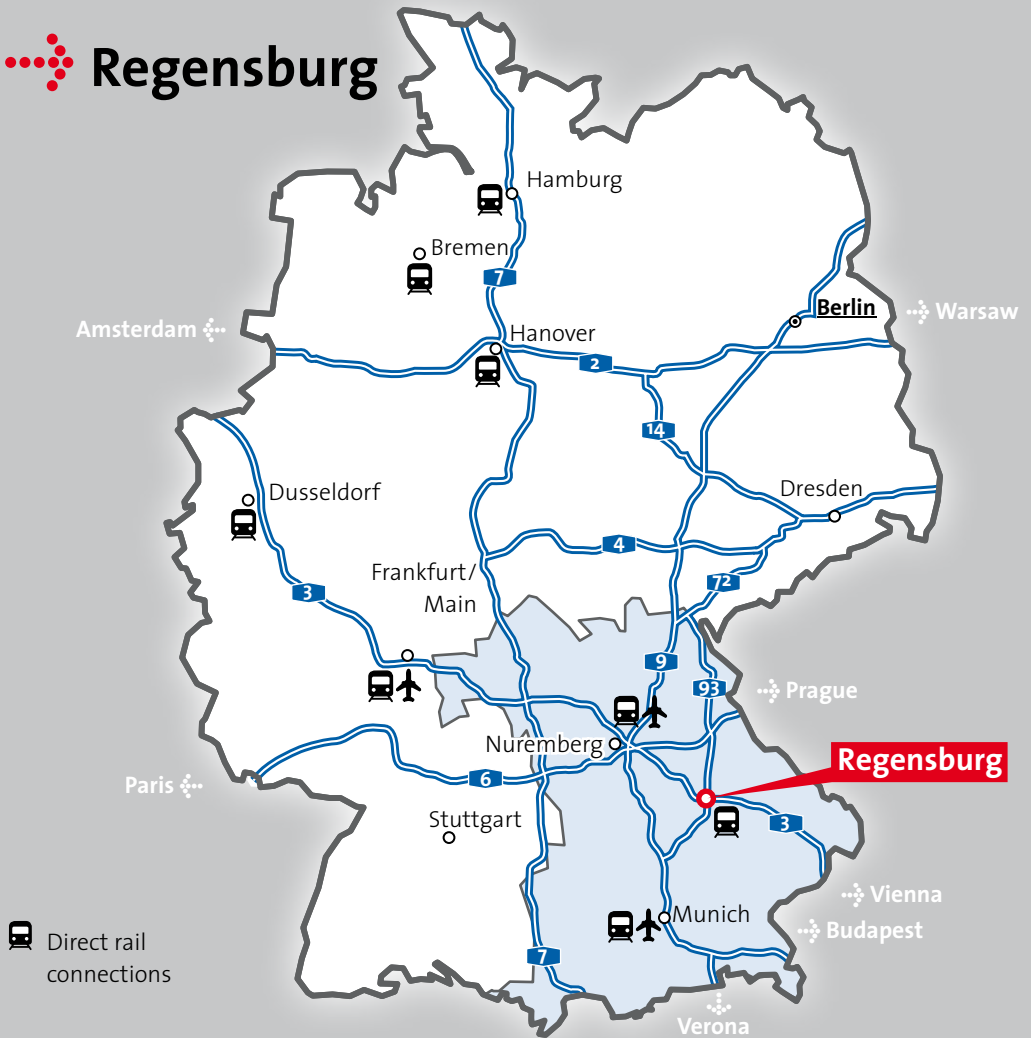 Regensburg
Hamburg
Bremen
7
Berlin
Warsaw
Amsterdam
Hanover
2
14
Dusseldorf
Dresden
4
Frankfurt/
Main
72
3
9
93
Prague
Nuremberg
Regensburg
6
Paris
Stuttgart
3
Vienna
Munich
Budapest
Direct rail
connections
7
Verona